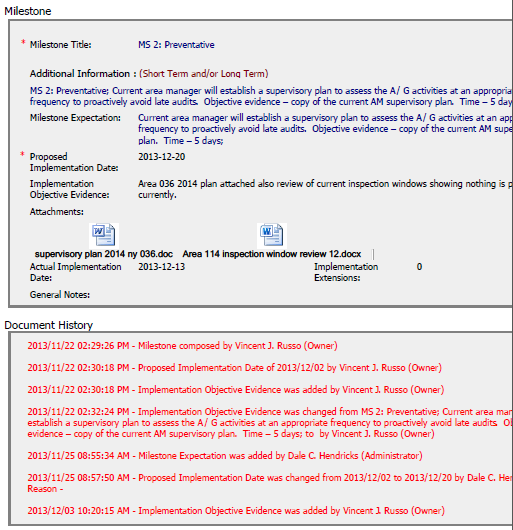 Milestone
* Milestone Title: MS 2: Preventative
Additional Information : (Short Term and/or Long Term)
MS 2: Preventative; Current area manager will establish a supervisory plan to assess the A/ G activities at an appropria
frequency to proactively avoid late audits. Objective evidence – copy of the current AM supervisory plan. Time – 5 day
Milestone Expectation: Current area manager will establish a supervisory plan to assess the A/ G activities at an app
frequency to proactively avoid late audits. Objective evidence – copy of the current AM supe
plan. Time – 5 days;
* Proposed Implementation Date: 2013-12-20
Implementation Objective Evidence: Area 036 2014 plan attached also review of current inspection windows showing nothing is p
currently.
Attachments:
supervisory plan 2014 ny 036.doc Area 114 inspection window review 12.docx
Actual Implementation Date: 2013-12-13 Implementation Extensions: 0
General Notes:
Document History
2013/11/22 02:29:26 PM - Milestone composed by Vincent J. Russo (Owner)
2013/11/22 02:30:18 PM - Proposed Implementation Date of 2013/12/02 by Vincent J. Russo (Owner)
2013/11/22 02:30:18 PM - Implementation Objective Evidence was added by Vincent J. Russo (Owner)
2013/11/22 02:32:24 PM - Implementation Objective Evidence was changed from MS 2: Preventative; Current area man
establish a supervisory plan to assess the A/ G activities at an appropriate frequency to proactively avoid late audits. Ob
evidence – copy of the current AM supervisory plan. Time – 5 days; to by Vincent J. Russo (Owner)
2013/11/25 08:55:34 AM - Milestone Expectation was added by Dale C. Hendricks (Administrator)
2013/11/25 08:57:50 AM - Proposed Implementation Date was changed from 2013/12/02 to 2013/12/20 by Dale C. Hen
Reason -
2013/12/03 10:20:15 AM - Implementation Objective Evidence was added by Vincent J. Russo (Owner)